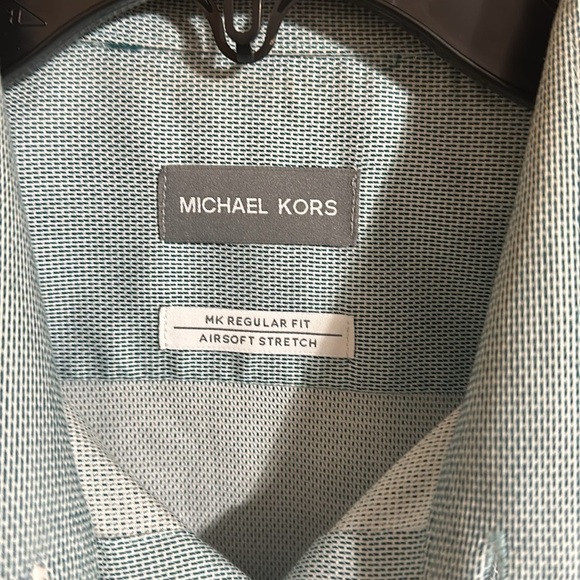 MICHAEL KORS
MK REGULAR FIT
AIRSOFT STRETCH